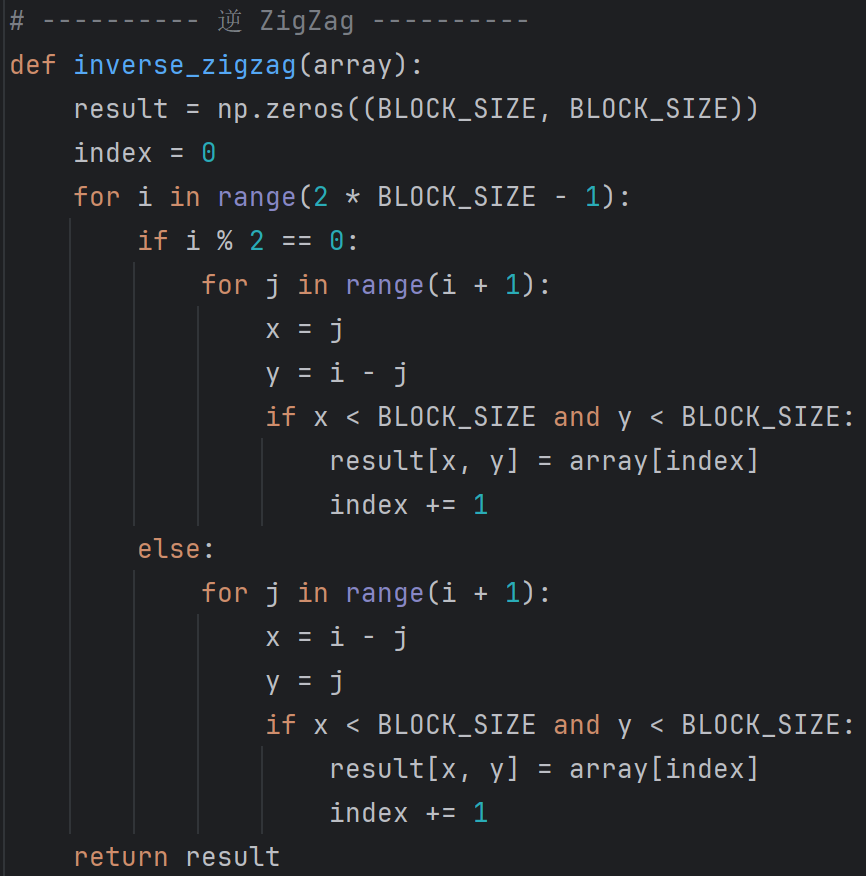 # ---------- 逆 ZigZag ----------
def inverse_zigzag(array):
    result = np.zeros((BLOCK_SIZE, BLOCK_SIZE))
    index = 0
    for i in range(2 * BLOCK_SIZE - 1):
        if i % 2 == 0:
            for j in range(i + 1):
                x = j
                y = i - j
                if x < BLOCK_SIZE and y < BLOCK_SIZE:
                    result[x, y] = array[index]
                    index += 1
        else:
            for j in range(i + 1):
                x = i - j
                y = j
                if x < BLOCK_SIZE and y < BLOCK_SIZE:
                    result[x, y] = array[index]
                    index += 1
    return result